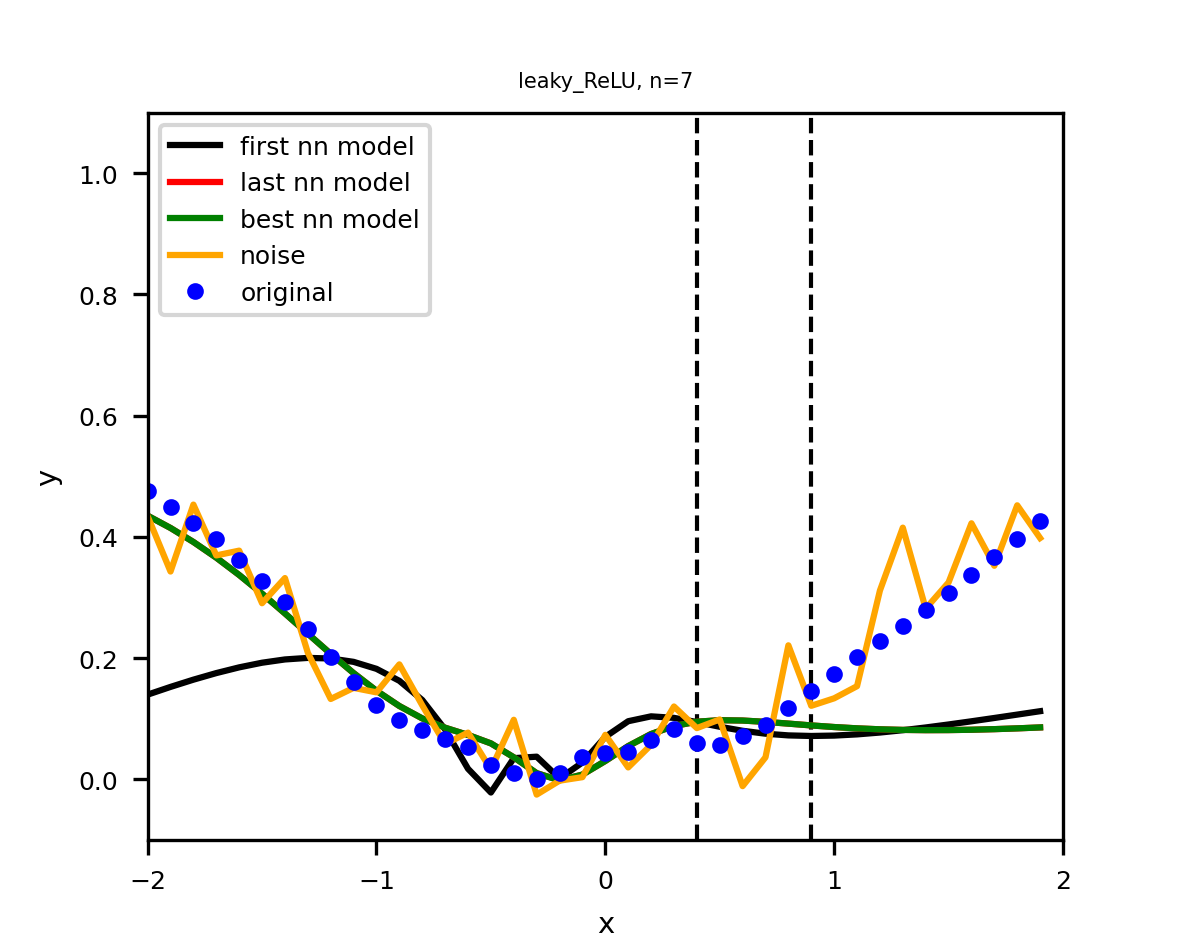 leaky_ReLU, n=7
first nn model
last nn model
best nn model
noise
original
1.0
0.8
0.6
0.4
0.2
0.0
y
−2
−1
0
1
2
x